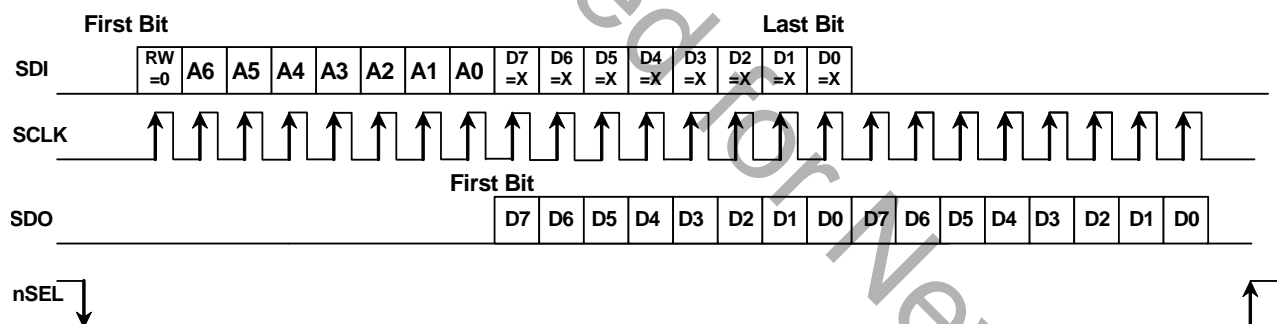 First Bit Last Bit
SDI RW =0 A6 A5 A4 A3 A2 A1 A0 D7 =X D6 =X D5 =X D4 =X D3 =X D2 =X D1 =X D0 =X
SCLK
First Bit
SDO D7 D6 D5 D4 D3 D2 D1 D0 D7 D6 D5 D4 D3 D2 D1 D0
nSEL
for